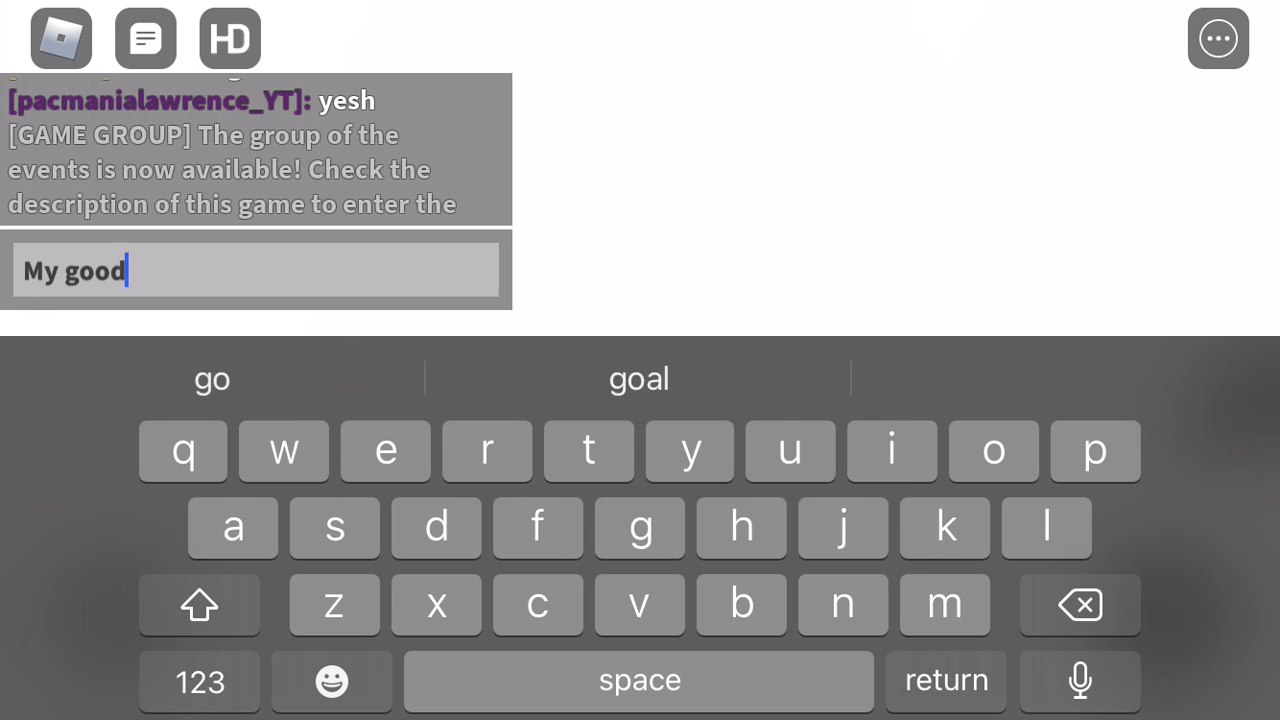 HD
[pacmanialawrence_YT]: yesh
[GAME GROUP] The group of the
events is now available! Check the
description of this game to enter the
My good
go goal
q w e r t y u i o p
a s d f g h j k l
z x c v b n m
123 space return